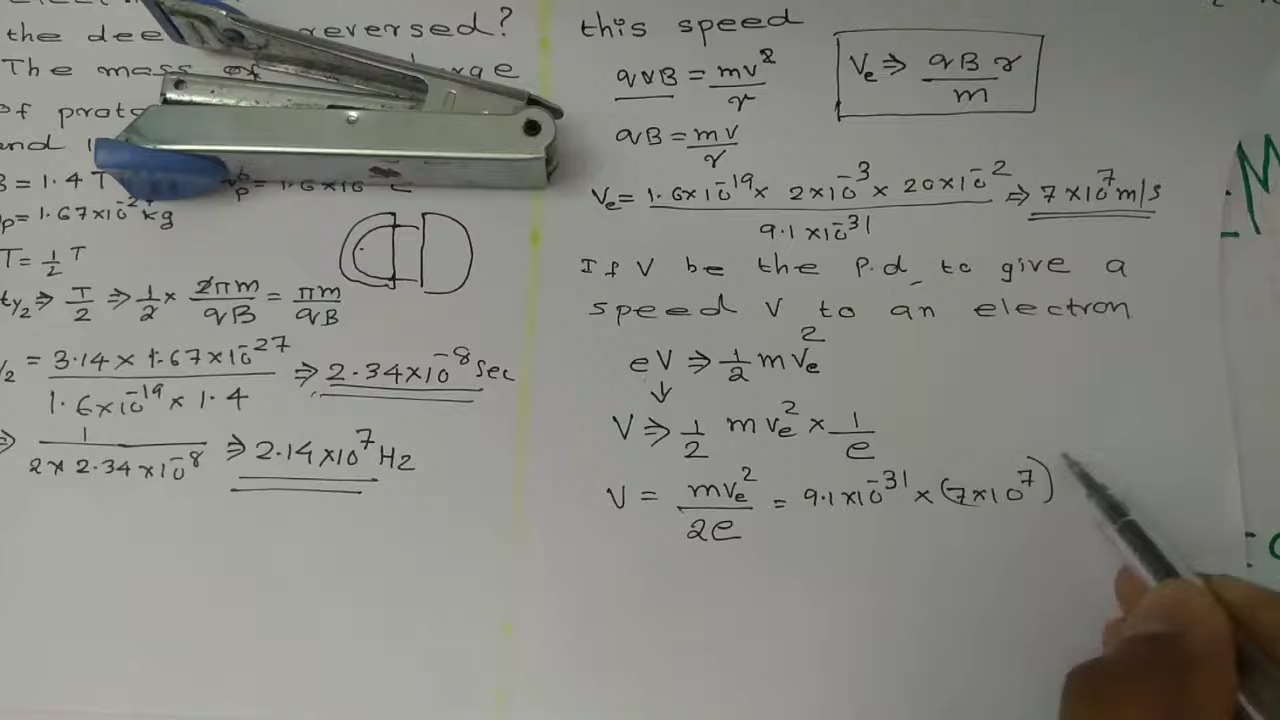 the dee reversed?
The mass of
of proto
and
B = 1.4 T
p = 1.67×10⁻²⁷ kg
T = 1/2 T
t1/2 ⇒ T/2 ⇒ 1/2 × 2πm/qB = πm/qB
/2 = 3.14 × 1.67×10⁻²⁷ / 1.6×10⁻¹⁹ × 1.4 ⇒ 2.34×10⁻⁸ Sec
⇒ 1 / 2 × 2.34×10⁻⁸ ⇒ 2.14×10⁷ Hz
this speed
qVB = mv²/r
Ve ⇒ qBr/m
qB = mv/r
Ve = 1.6×10⁻¹⁹ × 2×10⁻³ × 20×10⁻² / 9.1×10⁻³¹ ⇒ 7×10⁷ m/s
If V be the p.d to give a
speed V to an electron
eV ⇒ 1/2 mVe²
V ⇒ 1/2 mve² × 1/e
V = mve²/2e = 9.1×10⁻³¹ × (7×10⁷)